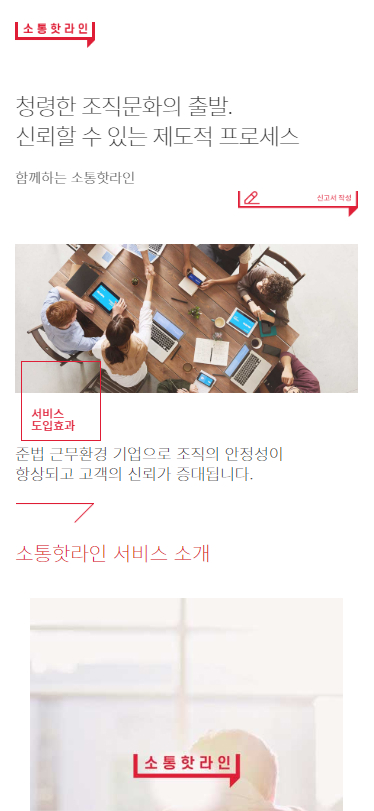 소통핫라인
청령한 조직문화의 출발.
신뢰할 수 있는 제도적 프로세스
함께하는 소통핫라인
신고서 작성
서비스
도입효과
준법 근무환경 기업으로 조직의 안정성이
향상되고 고객의 신뢰가 증대됩니다.
소통핫라인 서비스 소개
소통핫라인